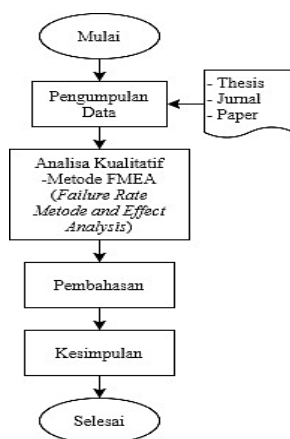 Mulai
Pengumpulan
Data
- Thesis
- Jurnal
- Paper
Analisa Kualitatif
-Metode FMEA
(Failure Rate
Metode and Effect
Analysis)
Pembahasan
Kesimpulan
Selesai